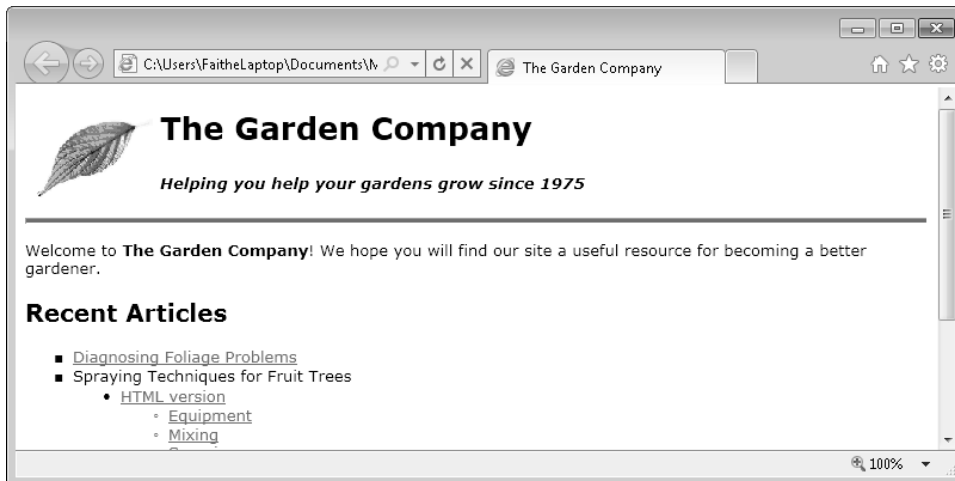 C:\Users\FaitheLaptop\Documents\M
The Garden Company
The Garden Company
Helping you help your gardens grow since 1975
Welcome to The Garden Company! We hope you will find our site a useful resource for becoming a better
gardener.
Recent Articles
Diagnosing Foliage Problems
Spraying Techniques for Fruit Trees
HTML version
Equipment
Mixing
100%